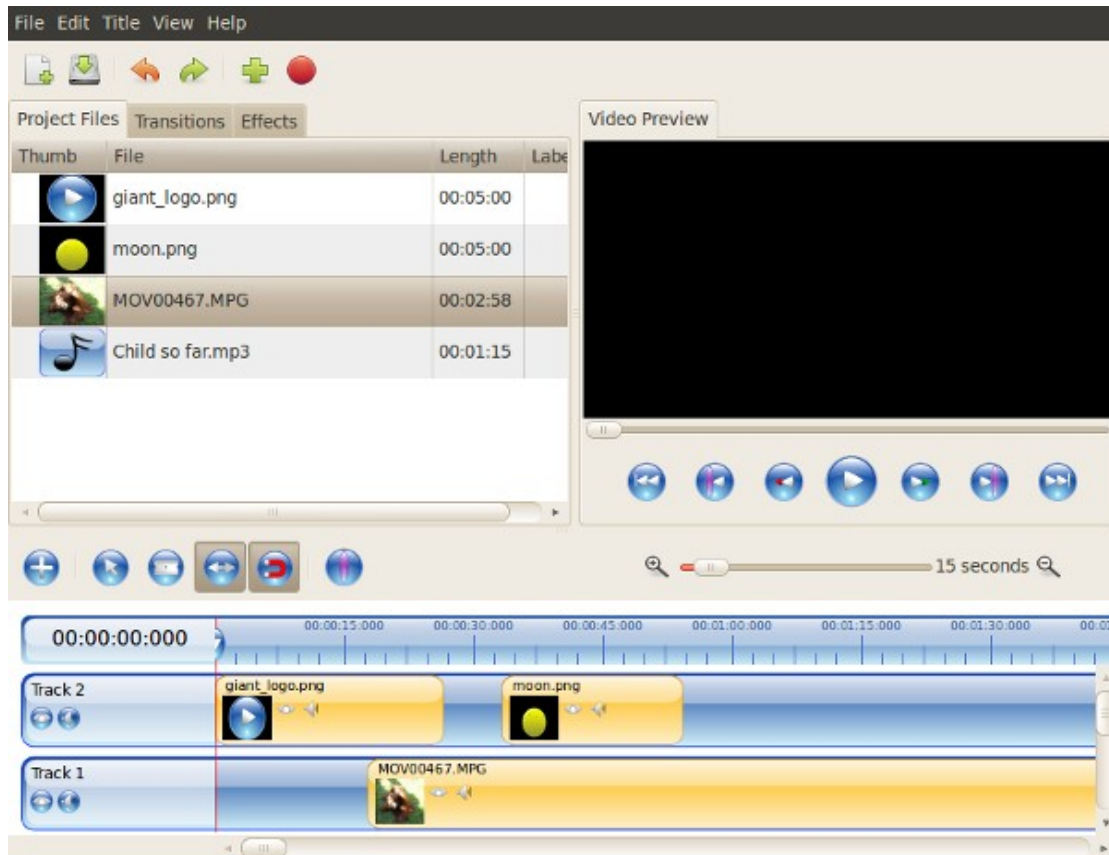 File Edit Title View Help
Project Files Transitions Effects
Video Preview
Thumb File Length Labe
giant_logo.png 00:05:00
moon.png 00:05:00
MOV00467.MPG 00:02:58
Child so far.mp3 00:01:15
15 seconds
00:00:00:000
00:00:15:000 00:00:30:000 00:00:45:000 00:01:00:000 00:01:15:000 00:01:30:000 00:0
Track 2
giant_logo.png
moon.png
Track 1
MOV00467.MPG